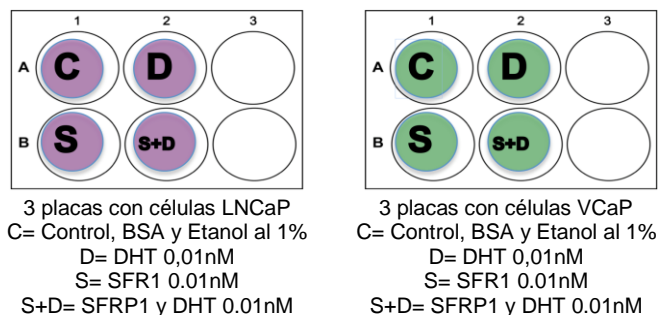 1 2 3
A C D
B S S+D
3 placas con células LNCaP
C= Control, BSA y Etanol al 1%
D= DHT 0,01nM
S= SFR1 0.01nM
S+D= SFRP1 y DHT 0.01nM
1 2 3
A C D
B S S+D
3 placas con células VCaP
C= Control, BSA y Etanol al 1%
D= DHT 0,01nM
S= SFR1 0.01nM
S+D= SFRP1 y DHT 0.01nM